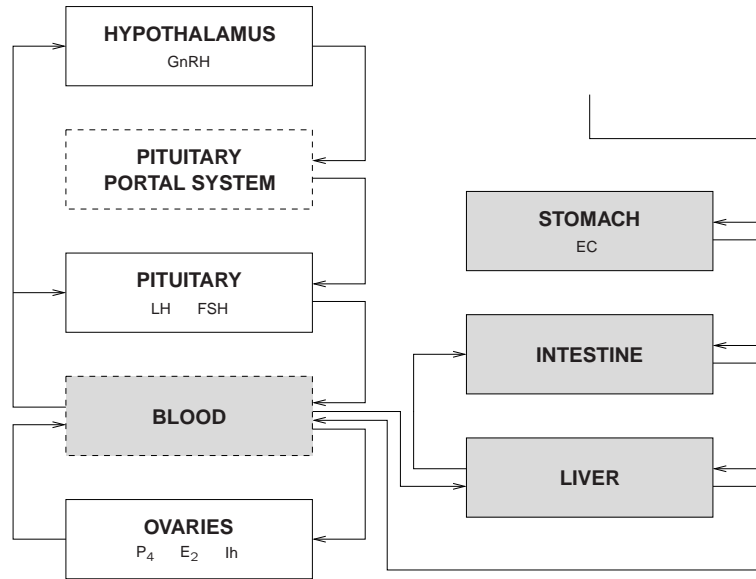 HYPOTHALAMUS
GnRH
PITUITARY
PORTAL SYSTEM
PITUITARY
LH FSH
BLOOD
OVARIES
P4 E2 Ih
STOMACH
EC
INTESTINE
LIVER